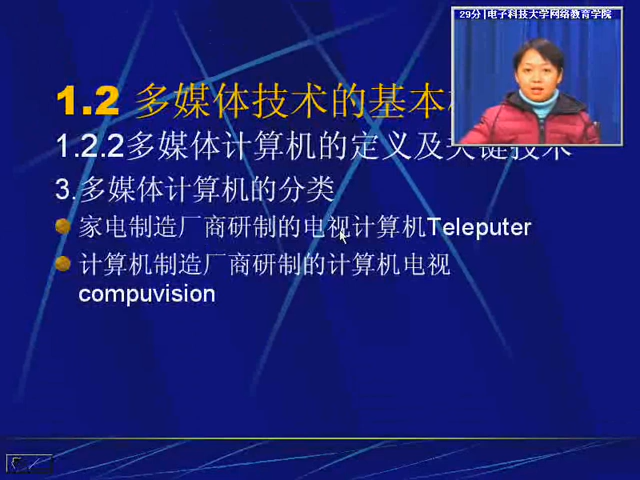 29分|电子科技大学网络教育学院
1.2 多媒体技术的基本
1.2.2多媒体计算机的定义及关键技术
3.多媒体计算机的分类
家电制造厂商研制的电视计算机Teleputer
计算机制造厂商研制的计算机电视
compuvision